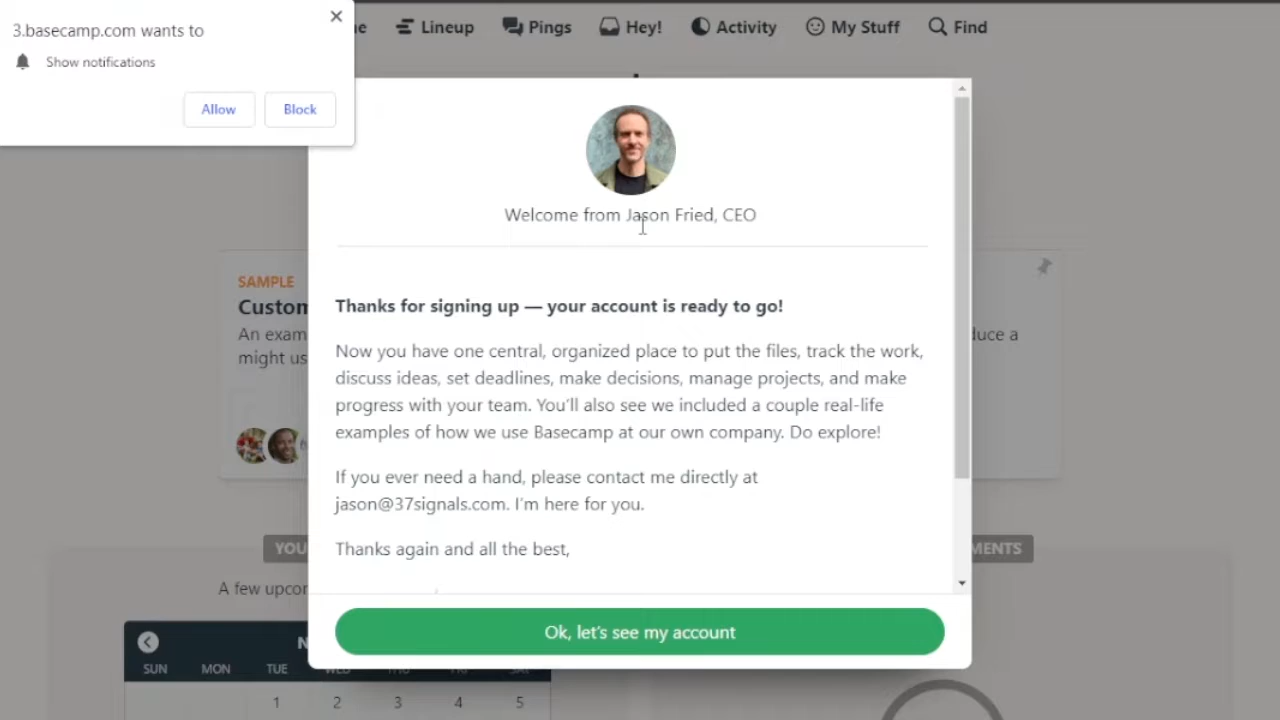 3.basecamp.com wants to
Show notifications
Allow
Block
Lineup
Pings
Hey!
Activity
My Stuff
Find
Welcome from Jason Fried, CEO
SAMPLE
Thanks for signing up — your account is ready to go!
Now you have one central, organized place to put the files, track the work,
discuss ideas, set deadlines, make decisions, manage projects, and make
progress with your team. You'll also see we included a couple real-life
examples of how we use Basecamp at our own company. Do explore!
If you ever need a hand, please contact me directly at
jason@37signals.com. I'm here for you.
Thanks again and all the best,
An
might
A few
Ok, let's see my account
SUN MON TUE WED THU FRI SAT
1 2 3 4 5